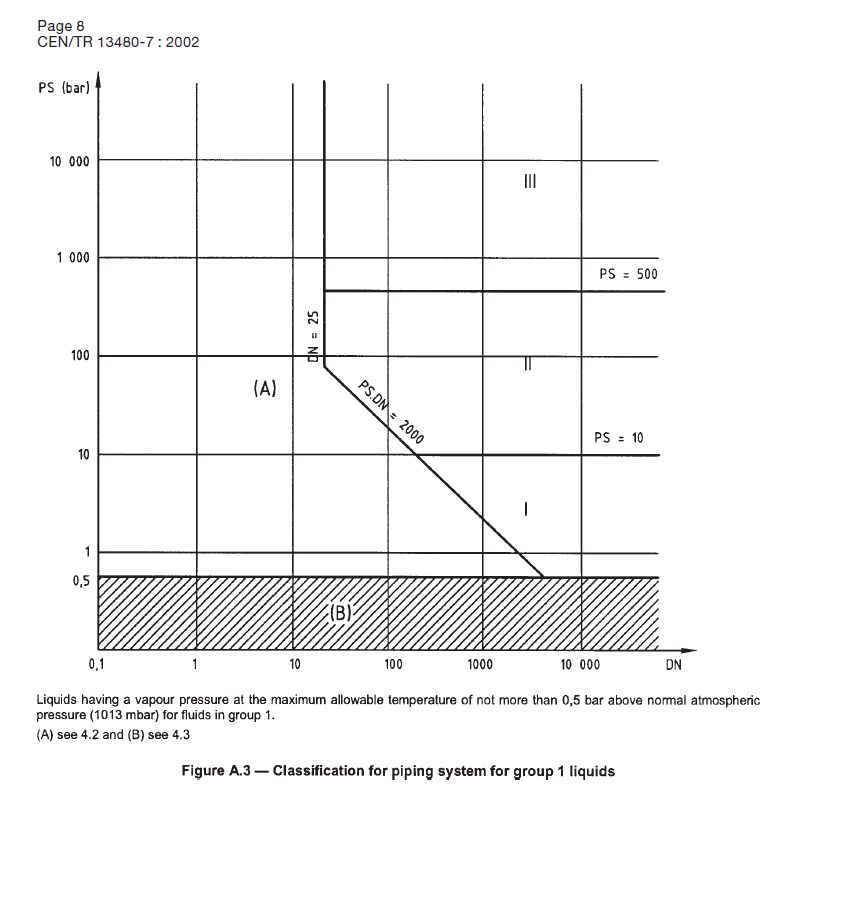 Page 8
CEN/TR 13480-7 : 2002
PS (bar)
10 000
III
1 000
PS = 500
DN = 25
100
II
(A)
PS.DN = 2000
PS = 10
10
I
1
0,5
(B)
0,1 1 10 100 1000 10 000 DN
Liquids having a vapour pressure at the maximum allowable temperature of not more than 0,5 bar above normal atmospheric
pressure (1013 mbar) for fluids in group 1.
(A) see 4.2 and (B) see 4.3
Figure A.3 — Classification for piping system for group 1 liquids